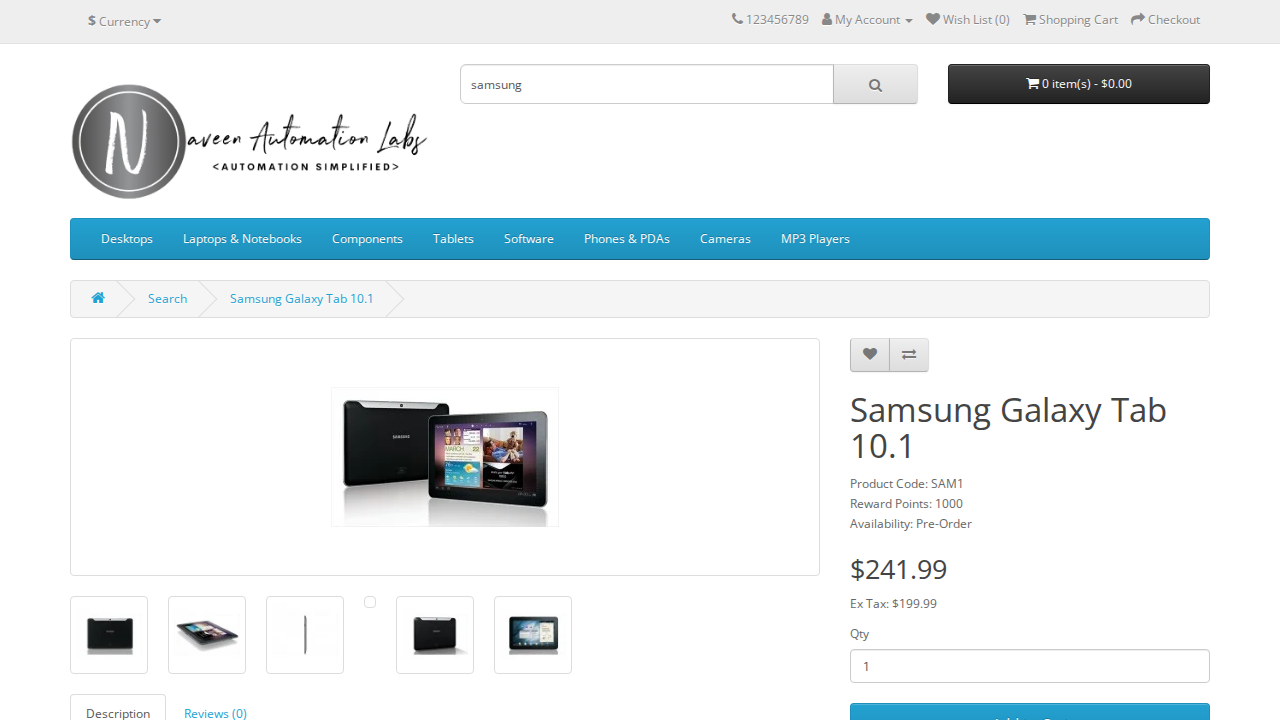 $ Currency
123456789 My Account Wish List (0) Shopping Cart Checkout
samsung
0 item(s) - $0.00
N aveen Automation Labs
<AUTOMATION SIMPLIFIED>
Desktops Laptops & Notebooks Components Tablets Software Phones & PDAs Cameras MP3 Players
Search Samsung Galaxy Tab 10.1
SAMSUNG
MARCH 22
Samsung Galaxy Tab
10.1
Product Code: SAM1
Reward Points: 1000
Availability: Pre-Order
$241.99
Ex Tax: $199.99
Qty
1
Description Reviews (0)